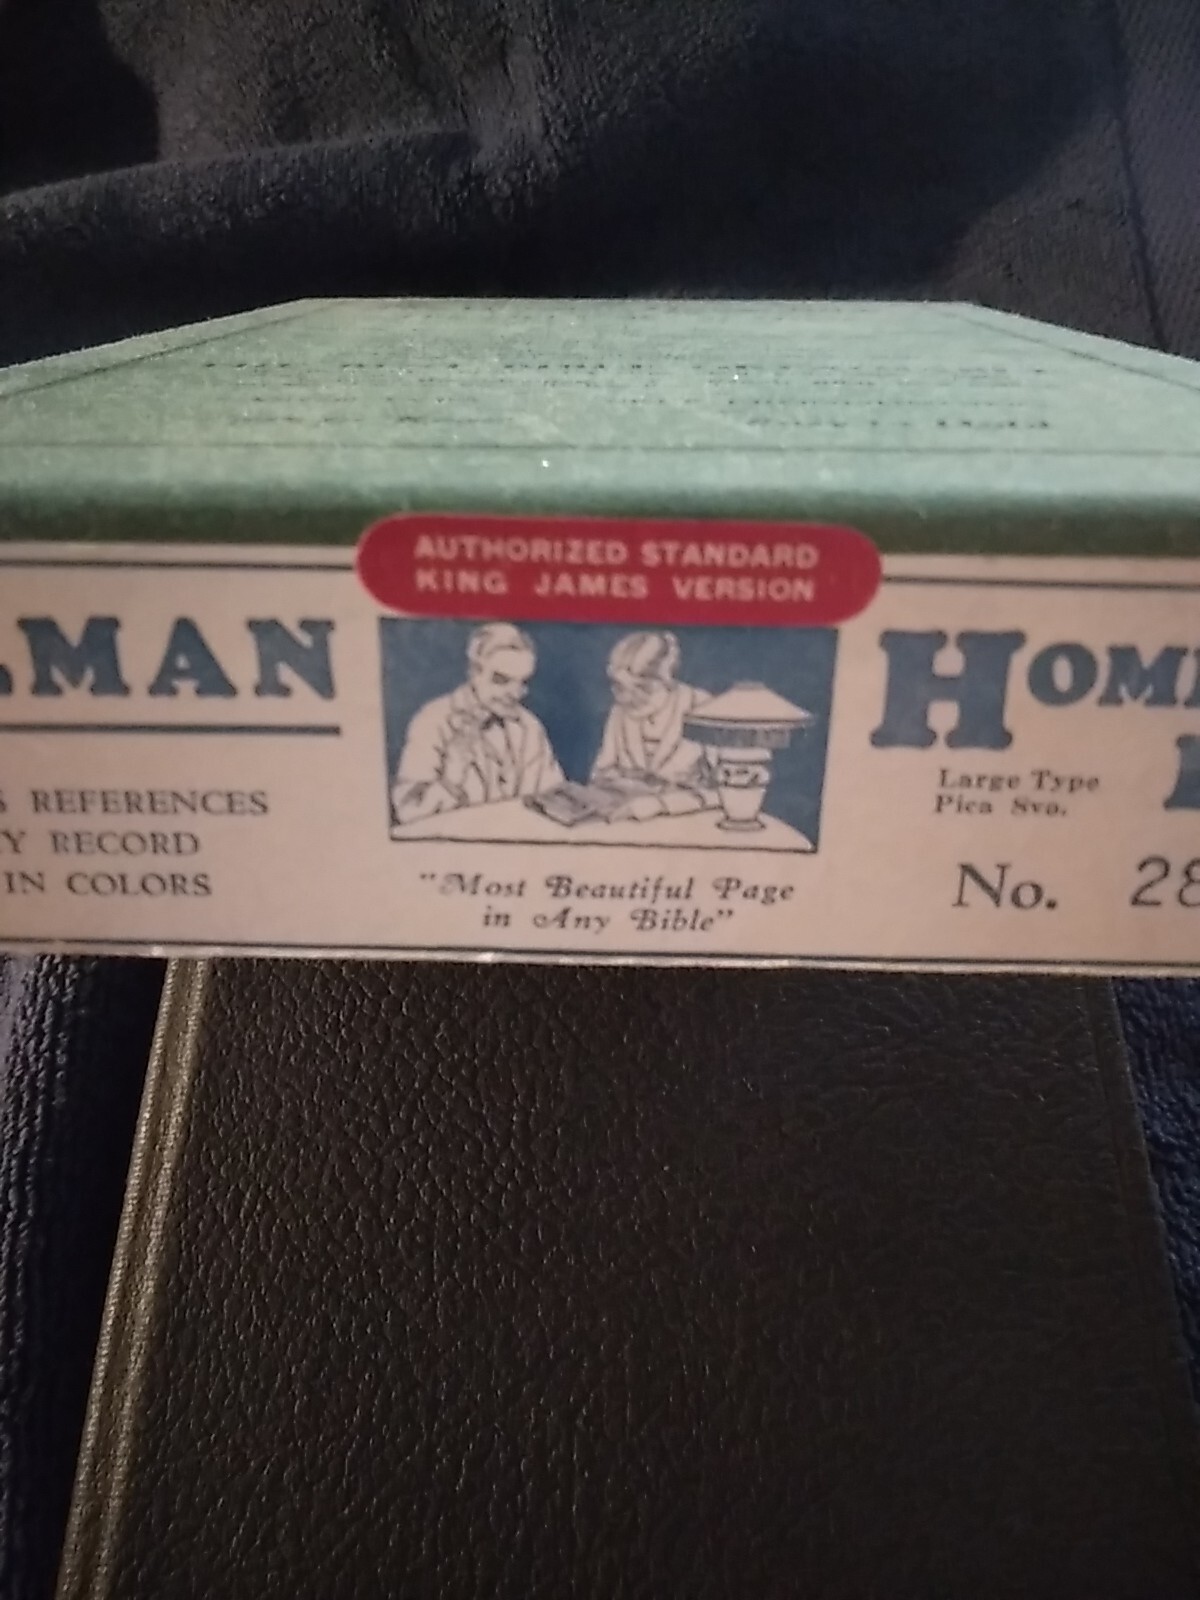 AUTHORIZED STANDARD
KING JAMES VERSION
LMAN
HOME
S REFERENCES
Y RECORD
IN COLORS
"Most Beautiful Page
in Any Bible"
Large Type
Pica 8vo.
No. 28